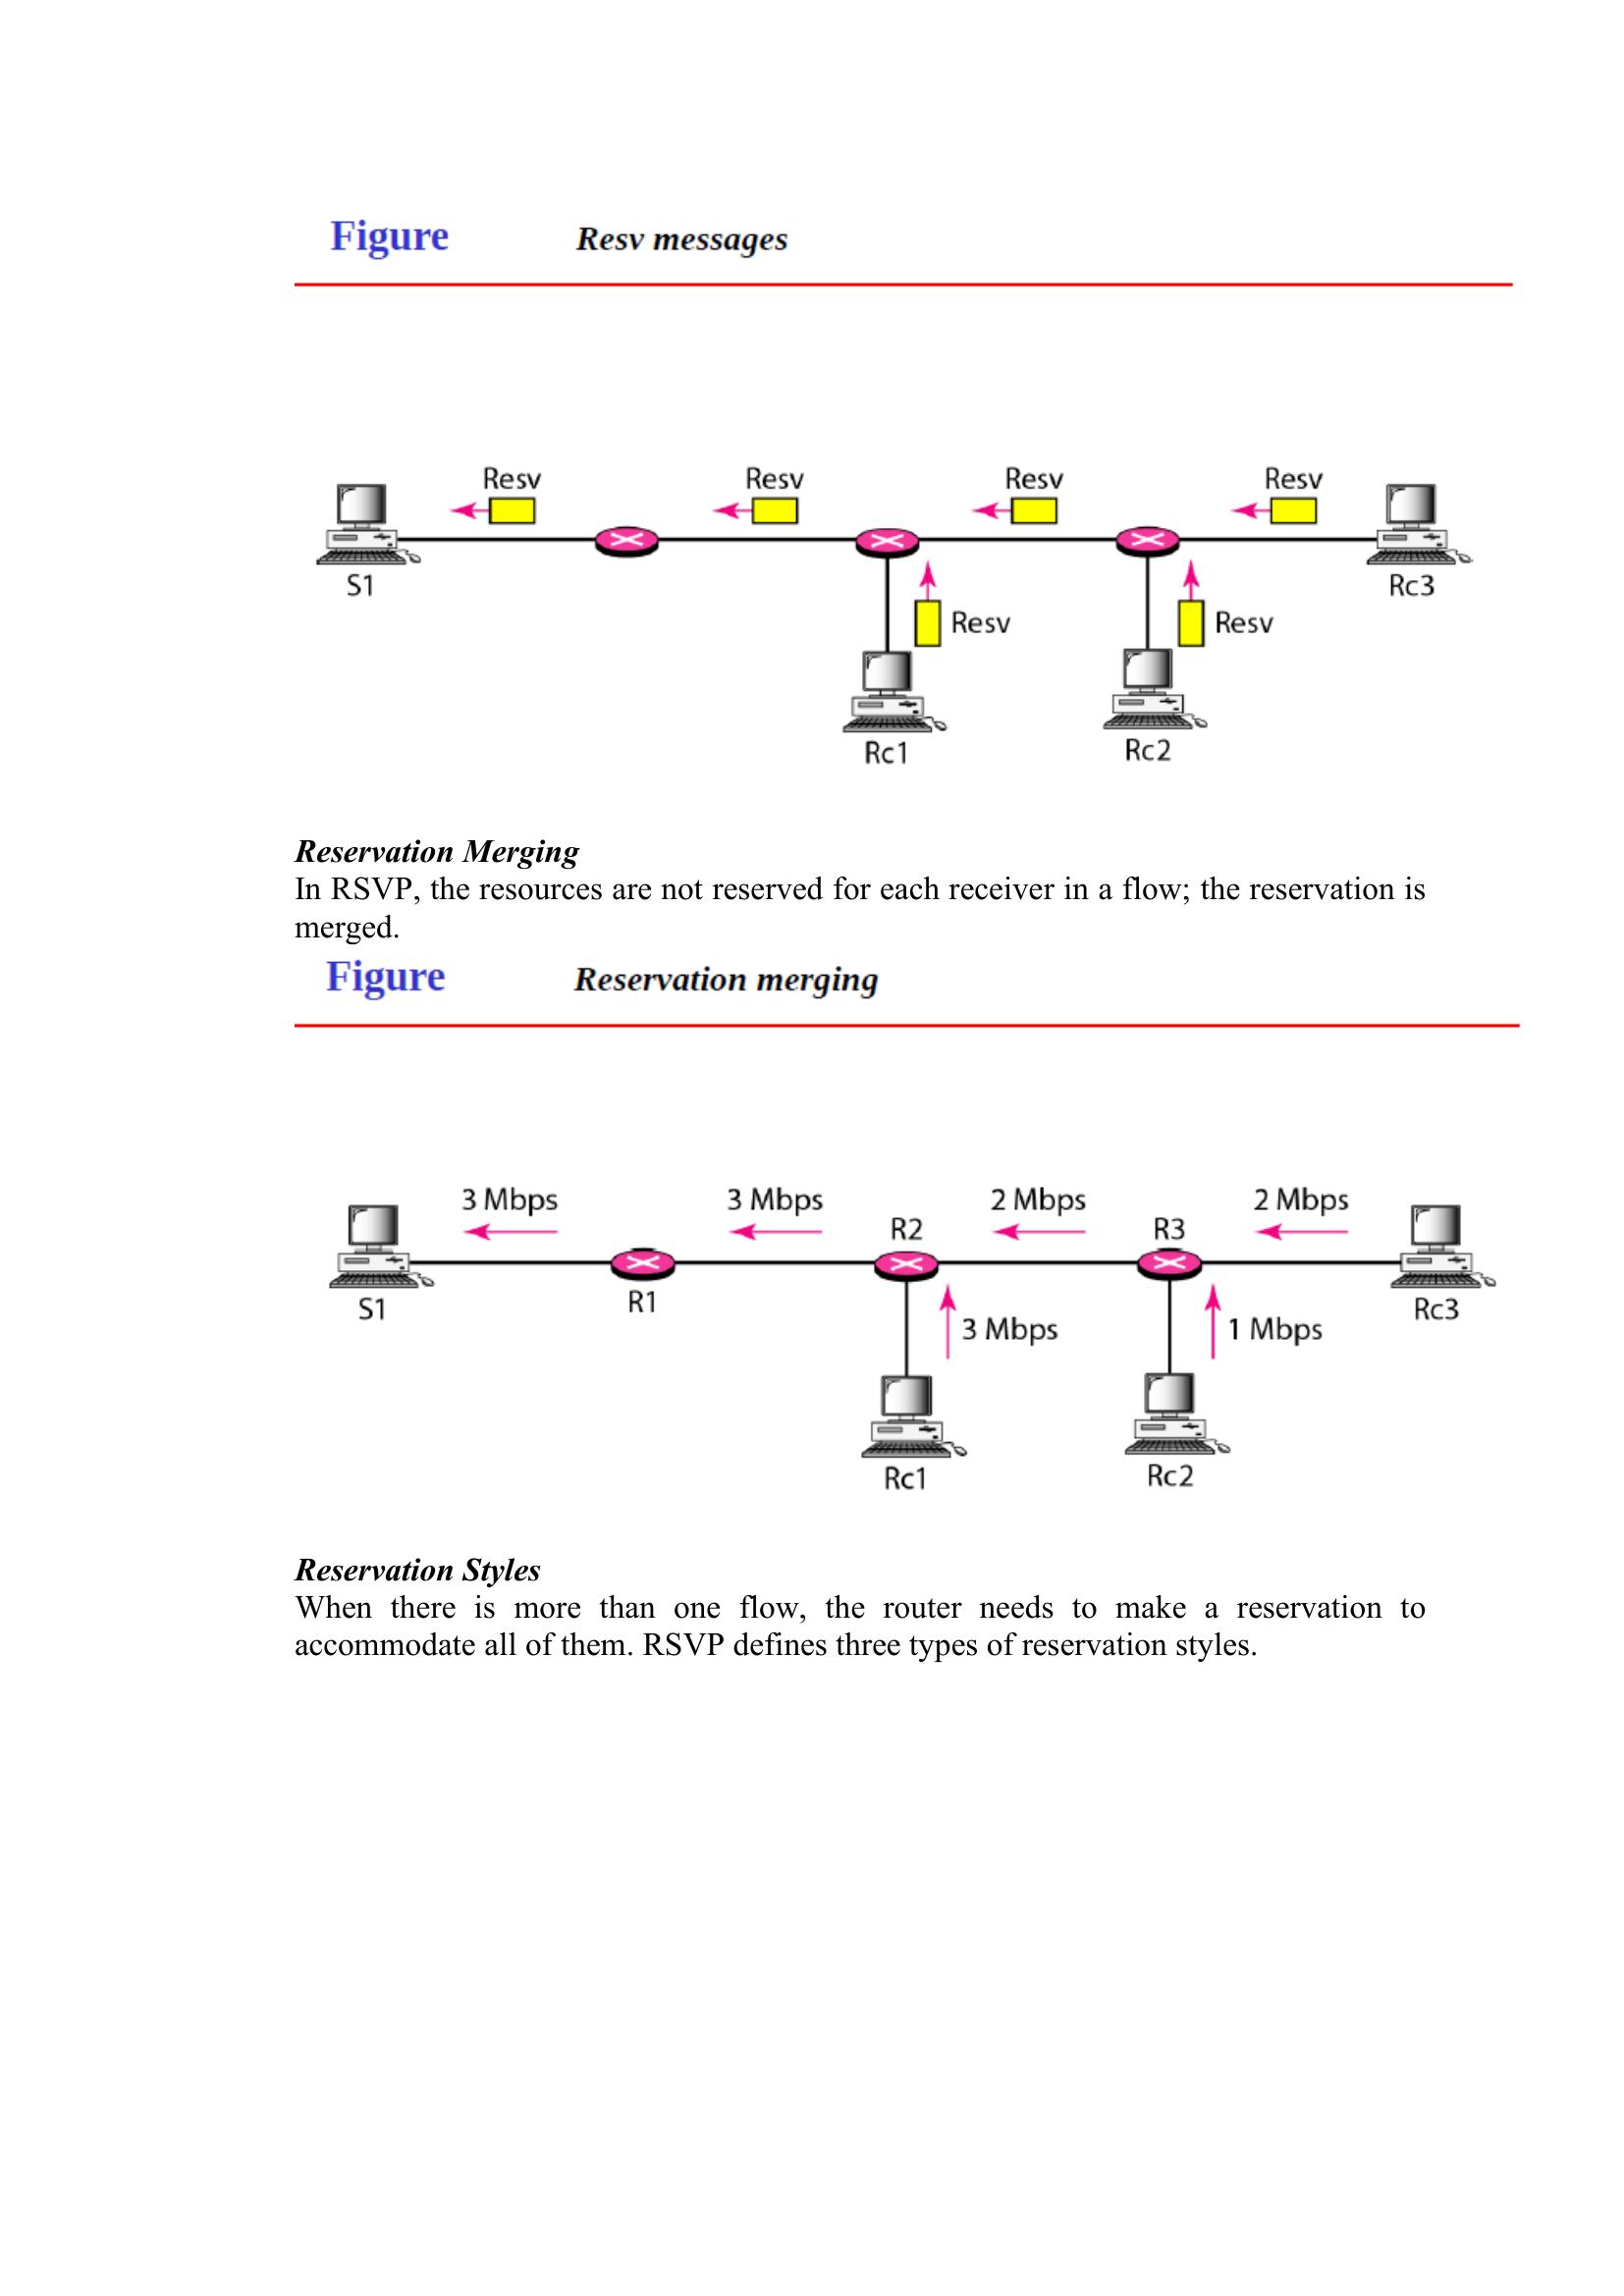 Figure Resv messages
Resv Resv Resv Resv
S1 Rc3
Resv Resv
Rc1 Rc2
Reservation Merging
In RSVP, the resources are not reserved for each receiver in a flow; the reservation is
merged.
Figure Reservation merging
3 Mbps 3 Mbps 2 Mbps 2 Mbps
R2 R3
S1 R1 Rc3
3 Mbps 1 Mbps
Rc1 Rc2
Reservation Styles
When there is more than one flow, the router needs to make a reservation to
accommodate all of them. RSVP defines three types of reservation styles.